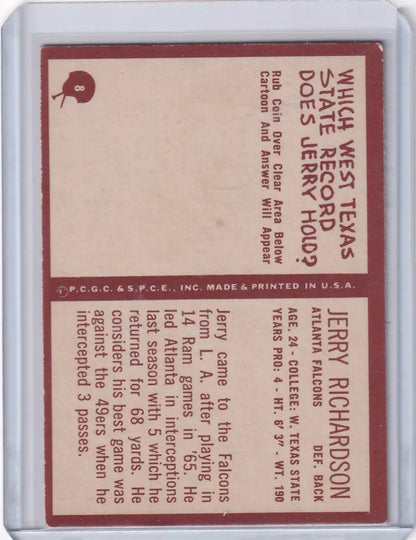 8
WHICH WEST TEXAS
STATE RECORD
DOES JERRY HOLD?
Rub Coin Over Clear Area Below
Cartoon And Answer Will Appear
© P.C.G.C. & S.P.C.E., INC. MADE & PRINTED IN U.S.A.
JERRY RICHARDSON
ATLANTA FALCONS DEF. BACK
AGE. 24 - COLLEGE: W. TEXAS STATE
YEARS PRO: 4 - HT. 6' 3" - WT. 190
Jerry came to the Falcons
from L. A. after playing in
14 Ram games in '65. He
led Atlanta in interceptions
last season with 5 which he
returned for 68 yards. He
considers his best game was
against the 49ers when he
intercepted 3 passes.